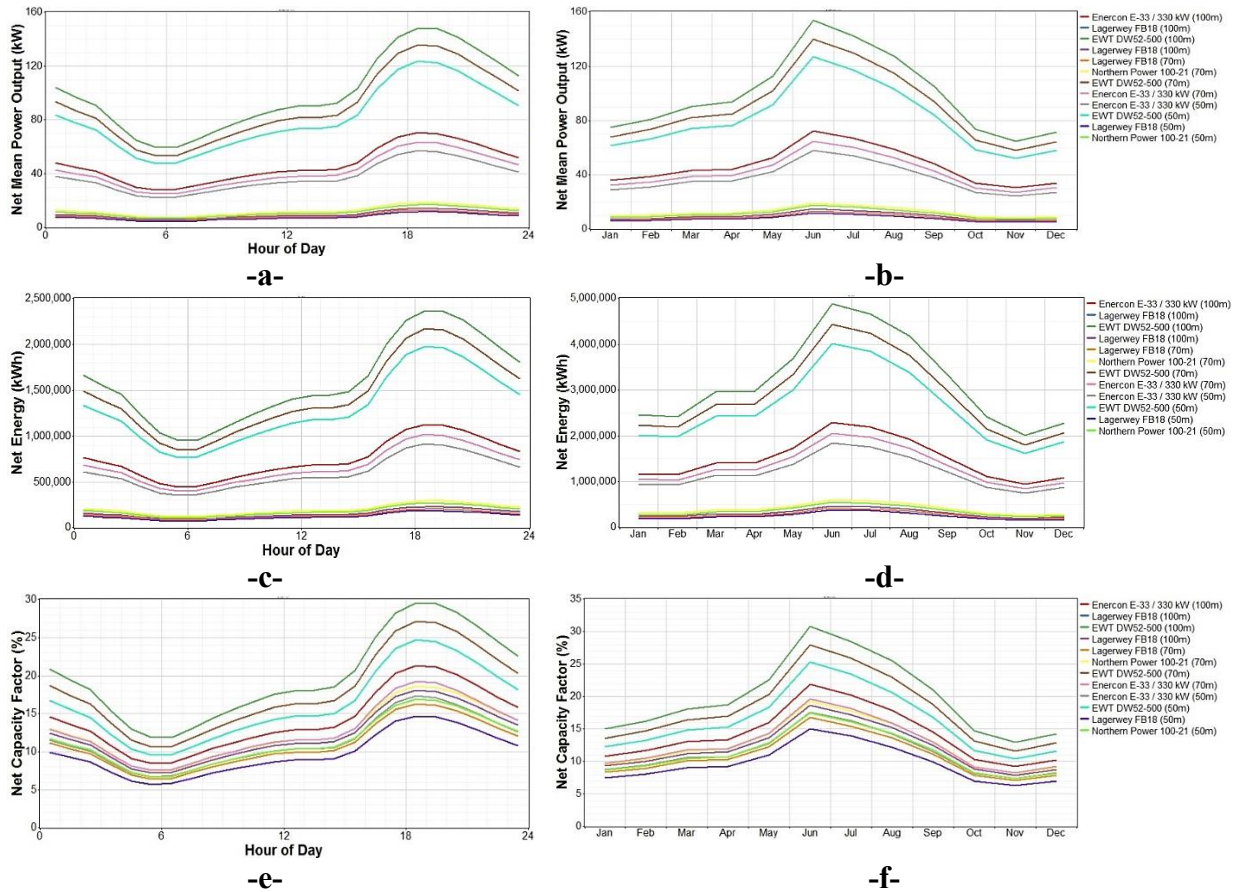 Net Mean Power Output (kW)
160
120
80
40
0
0 6 12 18 24
Hour of Day
-a-
Net Mean Power Output (kW)
160
120
80
40
0
Jan Feb Mar Apr May Jun Jul Aug Sep Oct Nov Dec
-b-
Enercon E-33 / 330 kW (100m)
Lagerwey FB18 (100m)
EWT DW52-500 (100m)
Lagerwey FB18 (100m)
Lagerwey FB18 (70m)
Northern Power 100-21 (70m)
EWT DW52-500 (70m)
Enercon E-33 / 330 kW (70m)
Enercon E-33 / 330 kW (50m)
EWT DW52-500 (50m)
Lagerwey FB18 (50m)
Northern Power 100-21 (50m)
Net Energy (kWh)
2,500,000
2,000,000
1,500,000
1,000,000
500,000
0
0 6 12 18 24
Hour of Day
-c-
Net Energy (kWh)
5,000,000
4,000,000
3,000,000
2,000,000
1,000,000
0
Jan Feb Mar Apr May Jun Jul Aug Sep Oct Nov Dec
-d-
Enercon E-33 / 330 kW (100m)
Lagerwey FB18 (100m)
EWT DW52-500 (100m)
Lagerwey FB18 (100m)
Lagerwey FB18 (70m)
Northern Power 100-21 (70m)
EWT DW52-500 (70m)
Enercon E-33 / 330 kW (70m)
Enercon E-33 / 330 kW (50m)
EWT DW52-500 (50m)
Lagerwey FB18 (50m)
Northern Power 100-21 (50m)
Net Capacity Factor (%)
30
25
20
15
10
5
0
0 6 12 18 24
Hour of Day
-e-
Net Capacity Factor (%)
35
30
25
20
15
10
5
0
Jan Feb Mar Apr May Jun Jul Aug Sep Oct Nov Dec
-f-
Enercon E-33 / 330 kW (100m)
Lagerwey FB18 (100m)
EWT DW52-500 (100m)
Lagerwey FB18 (100m)
Lagerwey FB18 (70m)
Northern Power 100-21 (70m)
EWT DW52-500 (70m)
Enercon E-33 / 330 kW (70m)
Enercon E-33 / 330 kW (50m)
EWT DW52-500 (50m)
Lagerwey FB18 (50m)
Northern Power 100-21 (50m)